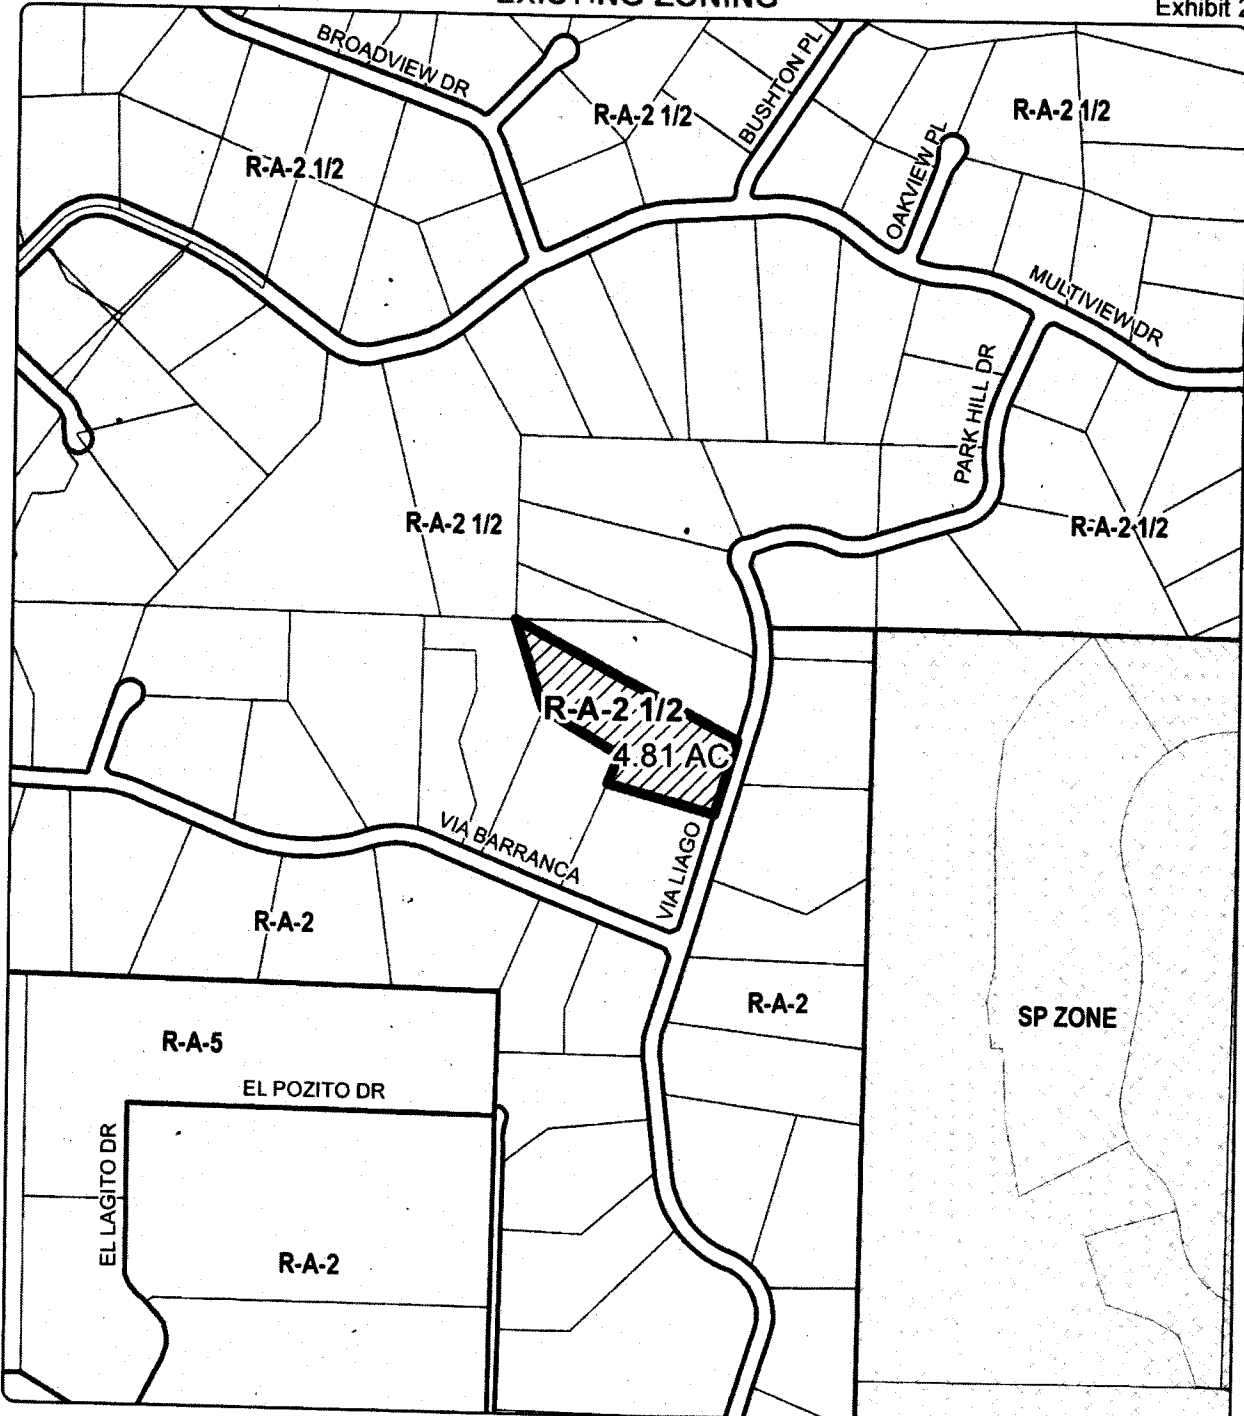 EXISTING ZONING
Exhibit 2
BROADVIEW DR
R-A-2 1/2
BUSHTON PL
R-A-2 1/2
R-A-2 1/2
OAKVIEW PL
MULTIVIEW DR
PARK HILL DR
R-A-2 1/2
R-A-2 1/2
R-A-2 1/2
4.81 AC
VIA BARRANCA
VIA LIAGO
R-A-2
R-A-2
SP ZONE
R-A-5
EL POZITO DR
EL LAGITO DR
R-A-2